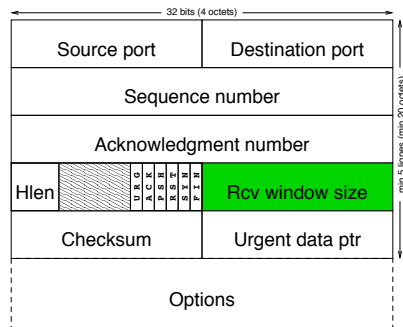 32 bits (4 octets)
Source port
Destination port
Sequence number
Acknowledgment number
Hlen
URG
ACK
PSH
RST
SYN
FIN
Rcv window size
Checksum
Urgent data ptr
Options
min 5 lignes (min 20 octets)